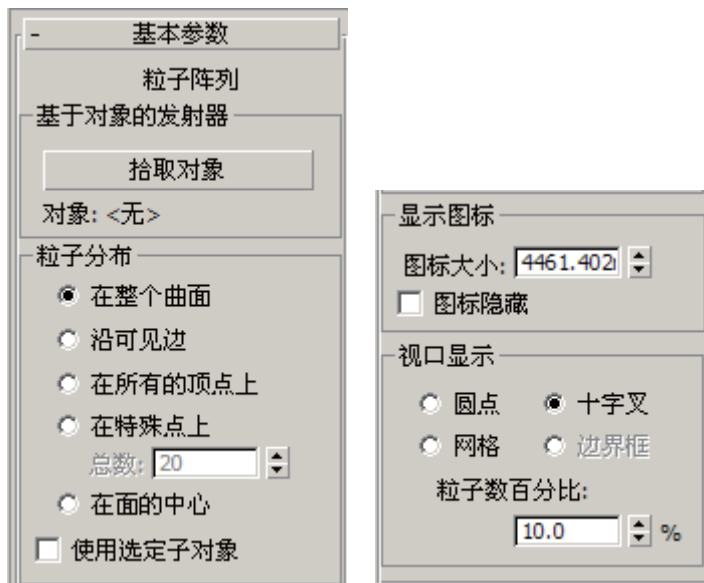 - 基本参数
粒子阵列
基于对象的发射器
拾取对象
对象: <无>
粒子分布
在整个曲面
沿可见边
在所有的顶点上
在特殊点上
总数: 20
在面的中心
使用选定子对象
显示图标
图标大小: 4461.402
图标隐藏
视口显示
圆点 十字叉
网格 边界框
粒子数百分比:
10.0 %